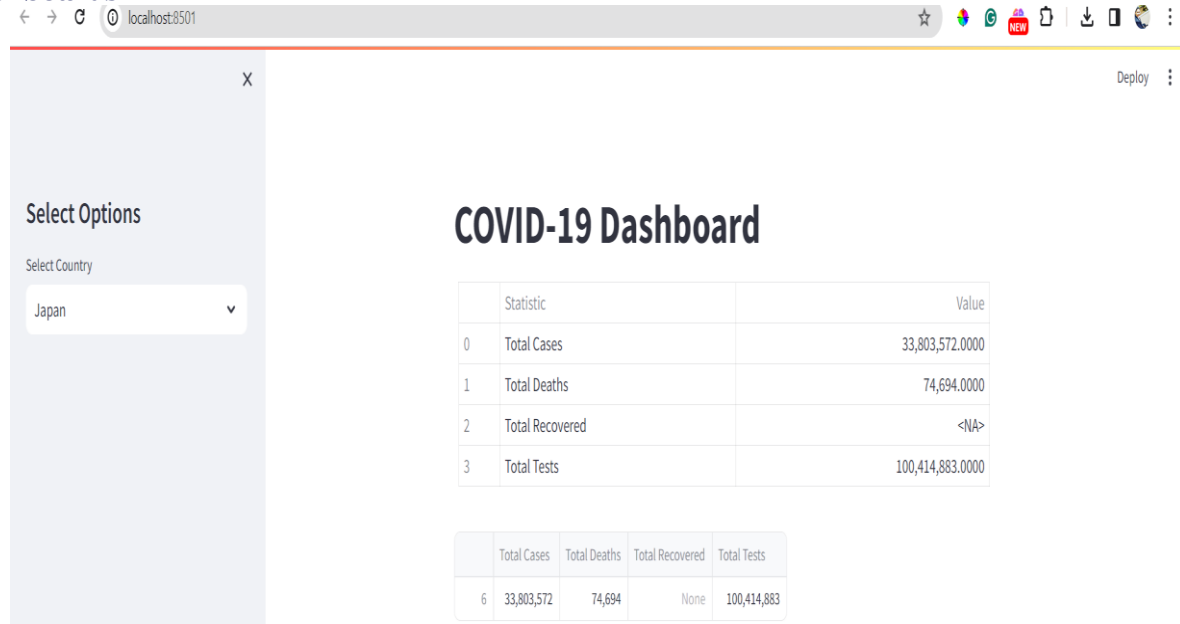 localhost:8501
NEW
X
Deploy
Select Options
COVID-19 Dashboard
Select Country
Japan
Statistic Value
0 Total Cases 33,803,572.0000
1 Total Deaths 74,694.0000
2 Total Recovered <NA>
3 Total Tests 100,414,883.0000
Total Cases Total Deaths Total Recovered Total Tests
6 33,803,572 74,694 None 100,414,883